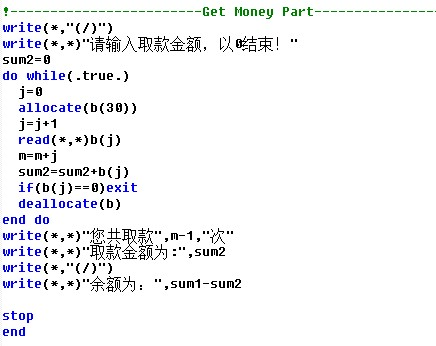 !-----------------------Get Money Part-----------------
write(*,"(/)")
write(*,*)"请输入取款金额，以0结束！"
sum2=0
do while(.true.)
  j=0
  allocate(b(30))
  j=j+1
  read(*,*)b(j)
  m=m+j
  sum2=sum2+b(j)
  if(b(j)==0)exit
  deallocate(b)
end do
write(*,*)"您共取款",m-1,"次"
write(*,*)"取款金额为:",sum2
write(*,"(/)")
write(*,*)"余额为：",sum1-sum2
stop
end